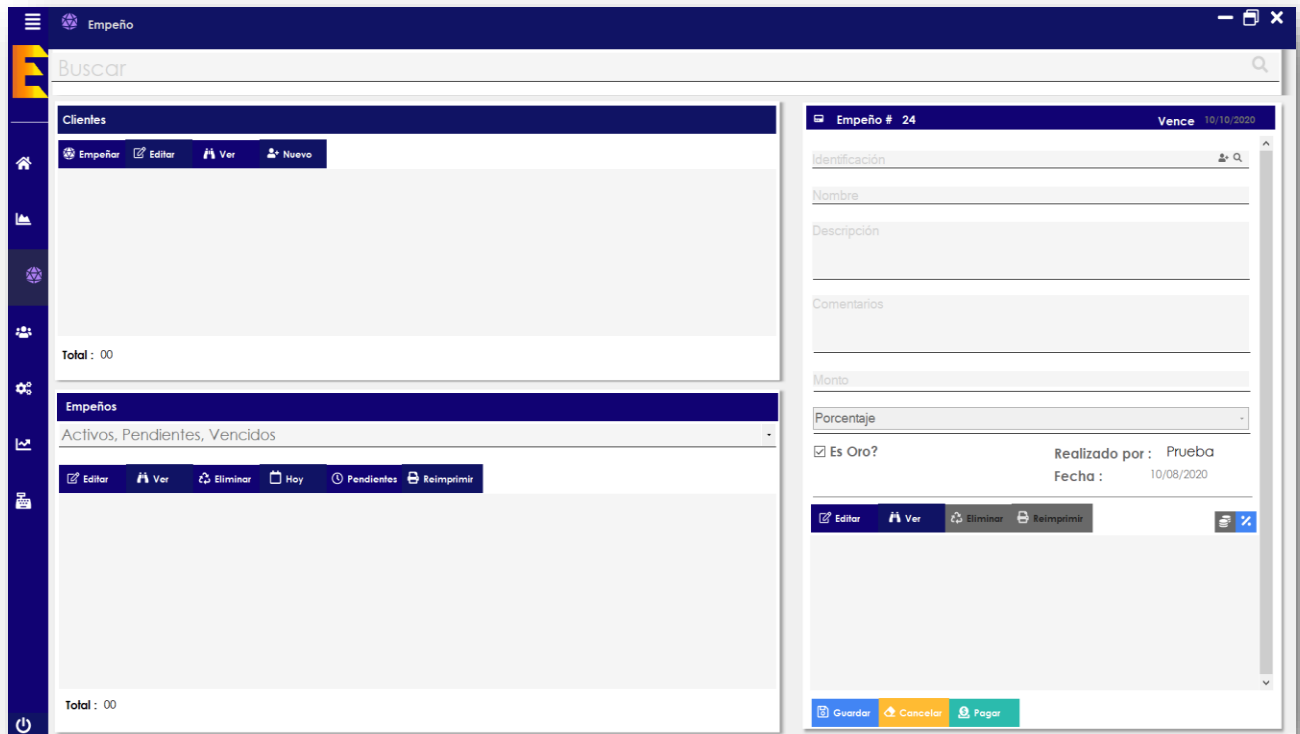 Empeño
E
Buscar
Clientes
Empeñar Editar Ver Nuevo
Total : 00
Empeños
Activos, Pendientes, Vencidos
Editar Ver Eliminar Hoy Pendientes Reimprimir
Total : 00
Empeño # 24 Vence 10/10/2020
Identificación
Nombre
Descripción
Comentarios
Monto
Porcentaje
Es Oro? Realizado por : Prueba
Fecha : 10/08/2020
Editar Ver Eliminar Reimprimir
Guardar Cancelar Pagar